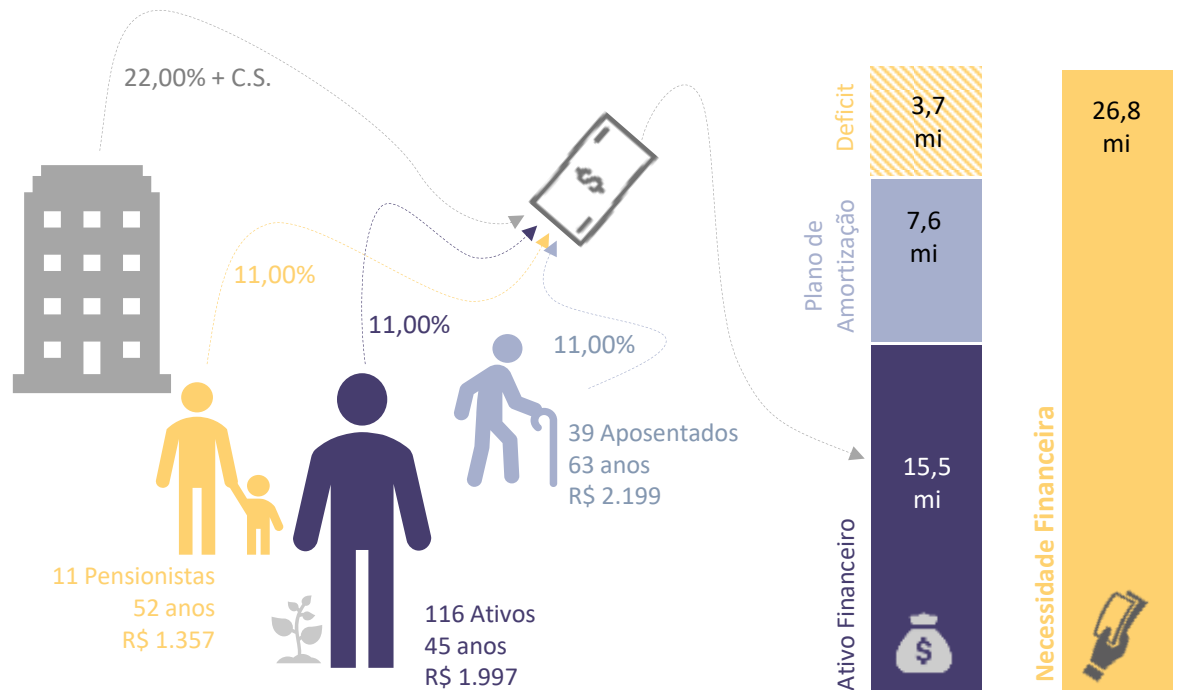 22,00% + C.S.
11,00%
11,00%
11,00%
$
39 Aposentados
63 anos
R$ 2.199
11 Pensionistas
52 anos
R$ 1.357
116 Ativos
45 anos
R$ 1.997
Deficit
3,7
mi
Plano de
Amortização
7,6
mi
Ativo Financeiro
15,5
mi
$
Necessidade Financeira
26,8
mi